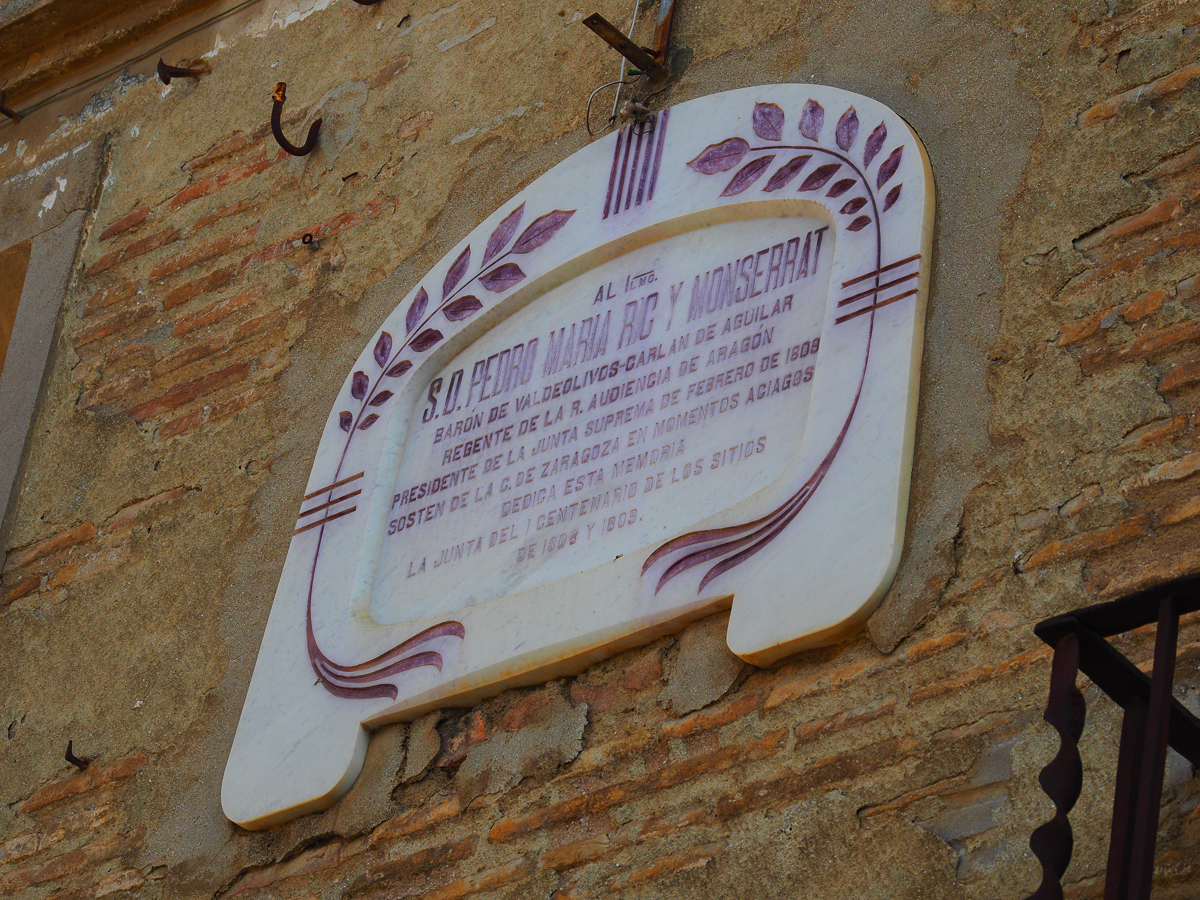 AL Icmo.
S.D. PEDRO MARIA RIC Y MONSERRAT
BARÓN DE VALDEOLIVOS-CARLAN DE AGUILAR
REGENTE DE LA R. AUDIENCIA DE ARAGÓN
PRESIDENTE DE LA JUNTA SUPREMA DE FEBRERO DE 1809
SOSTEM DE LA C. DE ZARAGOZA EN MOMENTOS ACIAGOS
DEDICA ESTA MEMORIA
LA JUNTA DEL I CENTENARIO DE LOS SITIOS
DE 1808 Y 1809.